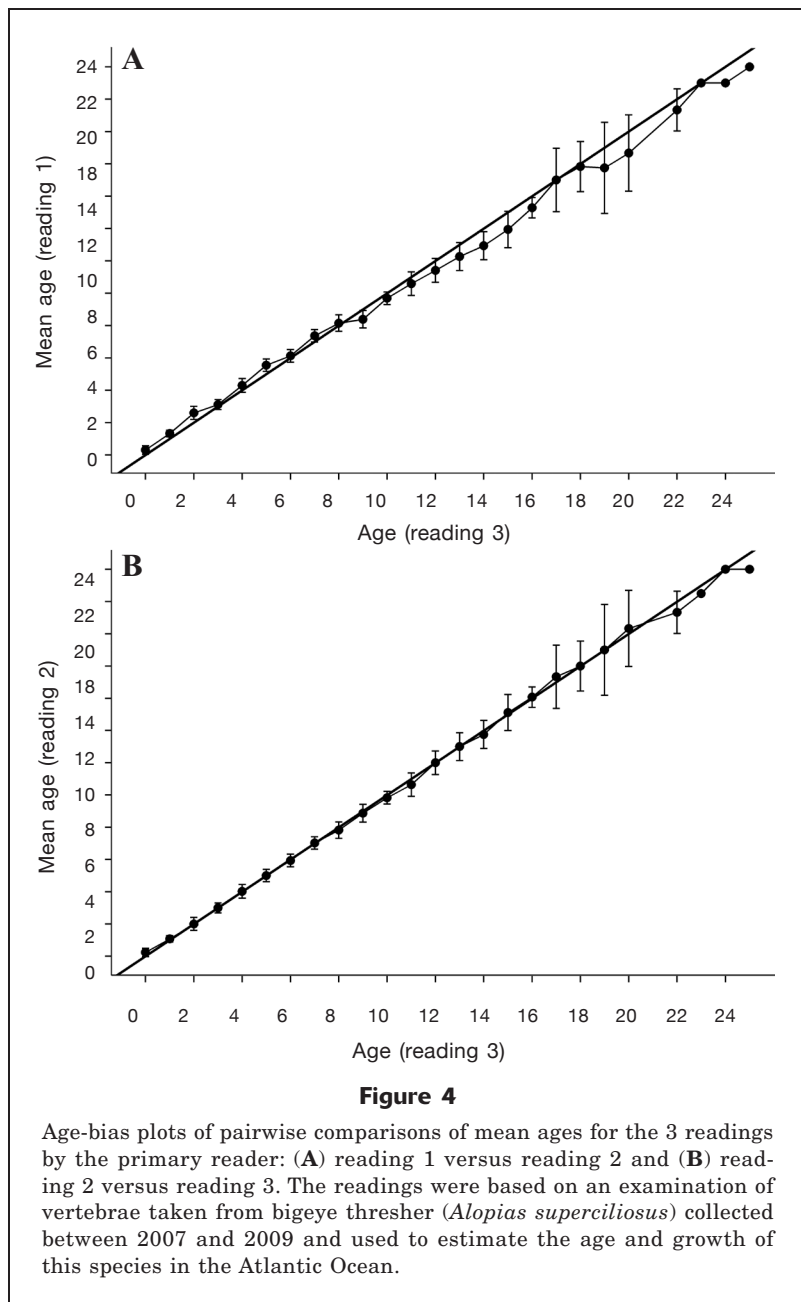 A
24
22
20
18
14
12
10
8
6
4
2
0
Mean age (reading 1)
0 2 4 6 8 10 12 14 16 18 20 22 24
Age (reading 3)
B
24
22
20
18
14
12
10
8
6
4
2
0
Mean age (reading 2)
0 2 4 6 8 10 12 14 16 18 20 22 24
Age (reading 3)
Figure 4
Age-bias plots of pairwise comparisons of mean ages for the 3 readings
by the primary reader: (A) reading 1 versus reading 2 and (B) read-
ing 2 versus reading 3. The readings were based on an examination of
vertebrae taken from bigeye thresher (Alopias superciliosus) collected
between 2007 and 2009 and used to estimate the age and growth of
this species in the Atlantic Ocean.